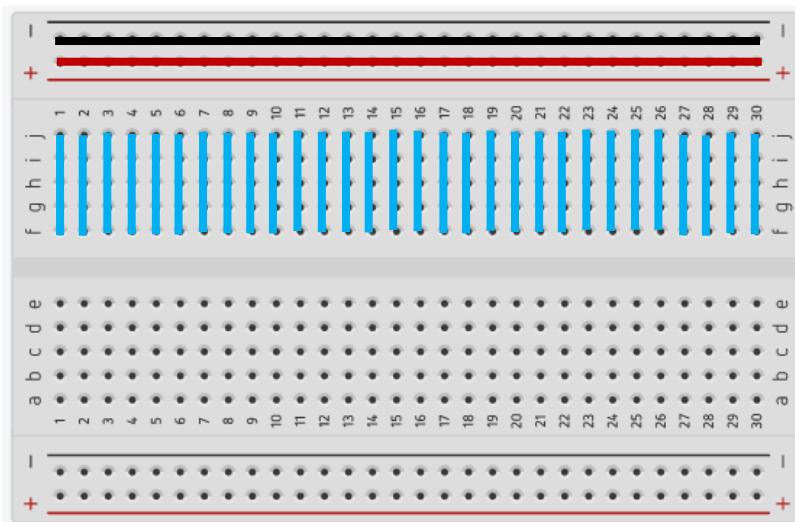 − −
+ +
1 2 3 4 5 6 7 8 9 10 11 12 13 14 15 16 17 18 19 20 21 22 23 24 25 26 27 28 29 30
j j
i i
h h
g g
f f
e e
d d
c c
b b
a a
1 2 3 4 5 6 7 8 9 10 11 12 13 14 15 16 17 18 19 20 21 22 23 24 25 26 27 28 29 30
− −
+ +